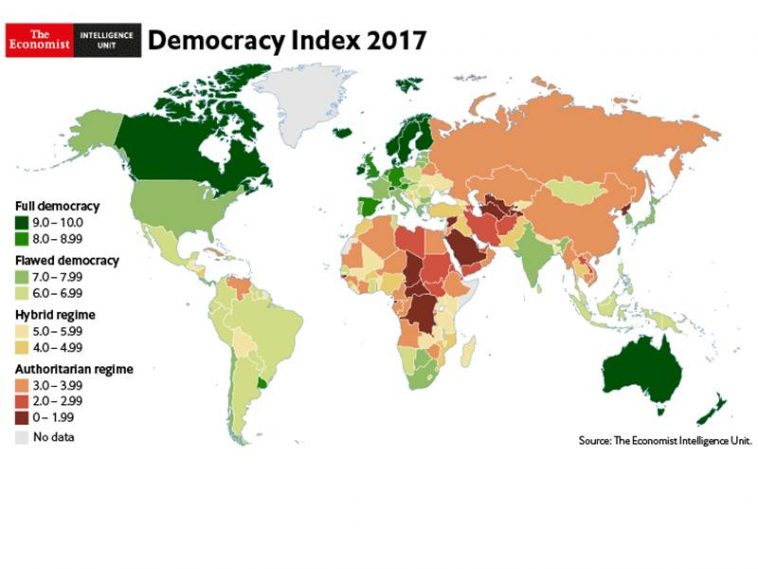 The
Economist
INTELLIGENCE
UNIT
Democracy Index 2017
Full democracy
9.0 – 10.0
8.0 – 8.99
Flawed democracy
7.0 – 7.99
6.0 – 6.99
Hybrid regime
5.0 – 5.99
4.0 – 4.99
Authoritarian regime
3.0 – 3.99
2.0 – 2.99
0 – 1.99
No data
Source: The Economist Intelligence Unit.